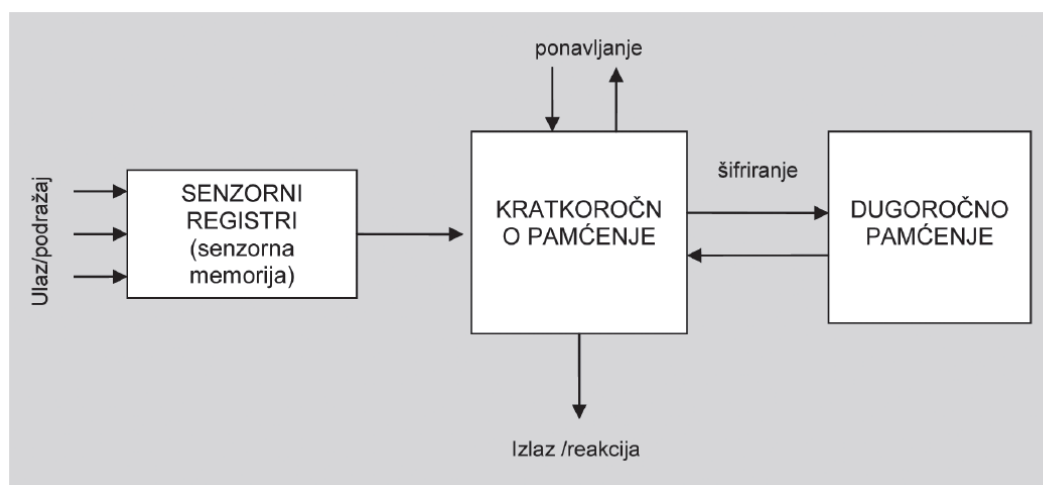 ponavljanje
Ulaz/podražaj
SENZORNI
REGISTRI
(senzorna
memorija)
KRATKOROČN
O PAMĆENJE
šifriranje
DUGOROČNO
PAMĆENJE
Izlaz /reakcija